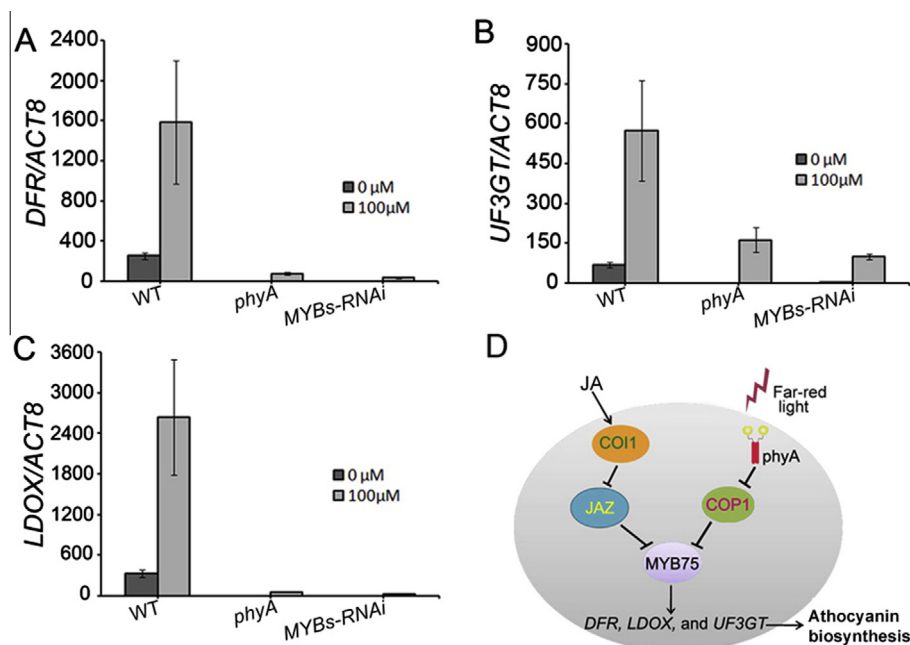 A
DFR/ACT8
2400
2000
1600
1200
800
400
0
0 µM
100µM
WT
phyA
MYBs-RNAi
B
UF3GT/ACT8
900
750
600
450
300
150
0
0 µM
100µM
WT
phyA
MYBs-RNAi
C
LDOX/ACT8
3600
3000
2400
1800
1200
600
0
0 µM
100µM
WT
phyA
MYBs-RNAi
D
JA
Far-red
light
COI1
phyA
JAZ
COP1
MYB75
DFR, LDOX, and UF3GT
Athocyanin
biosynthesis